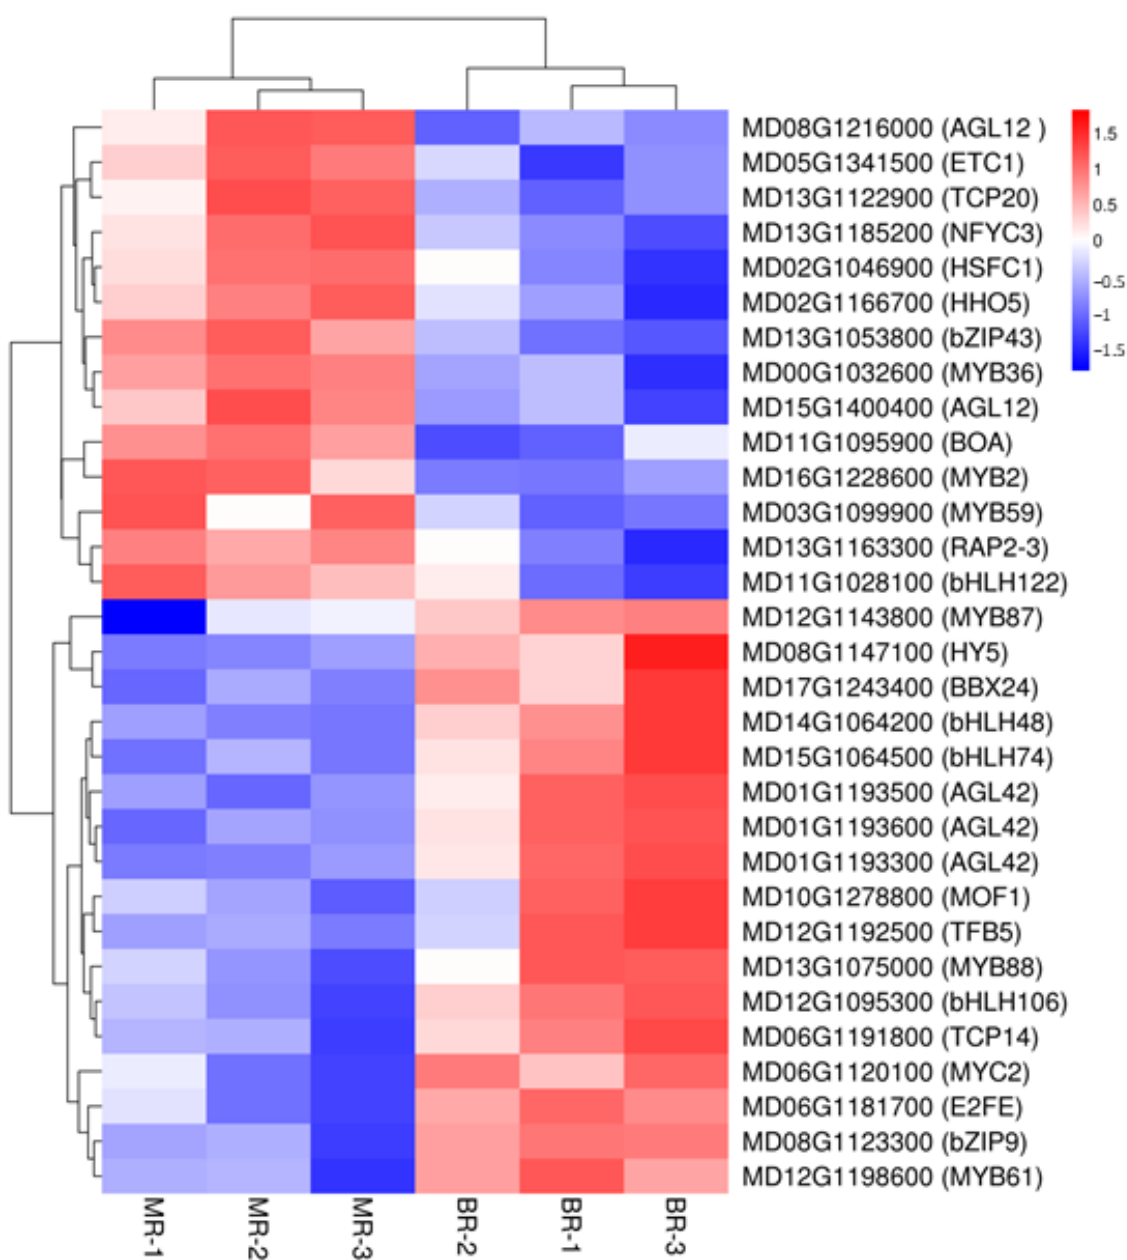 MD08G1216000 (AGL12 )
MD05G1341500 (ETC1)
MD13G1122900 (TCP20)
MD13G1185200 (NFYC3)
MD02G1046900 (HSFC1)
MD02G1166700 (HHO5)
MD13G1053800 (bZIP43)
MD00G1032600 (MYB36)
MD15G1400400 (AGL12)
MD11G1095900 (BOA)
MD16G1228600 (MYB2)
MD03G1099900 (MYB59)
MD13G1163300 (RAP2-3)
MD11G1028100 (bHLH122)
MD12G1143800 (MYB87)
MD08G1147100 (HY5)
MD17G1243400 (BBX24)
MD14G1064200 (bHLH48)
MD15G1064500 (bHLH74)
MD01G1193500 (AGL42)
MD01G1193600 (AGL42)
MD01G1193300 (AGL42)
MD10G1278800 (MOF1)
MD12G1192500 (TFB5)
MD13G1075000 (MYB88)
MD12G1095300 (bHLH106)
MD06G1191800 (TCP14)
MD06G1120100 (MYC2)
MD06G1181700 (E2FE)
MD08G1123300 (bZIP9)
MD12G1198600 (MYB61)
1.5
1
0.5
0
−0.5
−1
−1.5
MR-1
MR-2
MR-3
BR-2
BR-1
BR-3